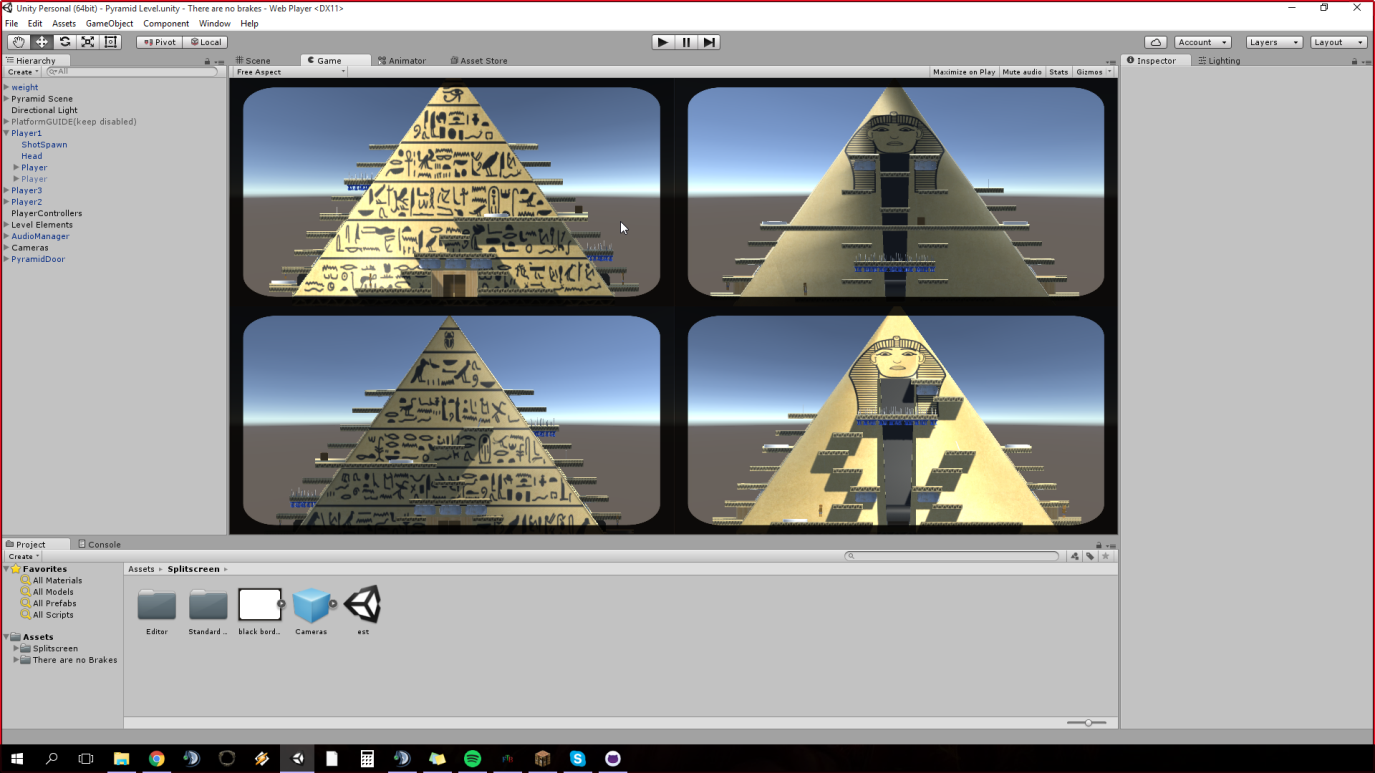 Unity Personal (64bit) - Pyramid Level.unity - There are no brakes - Web Player <DX11>
File Edit Assets GameObject Component Window Help
Pivot Local Account Layers Layout
Hierarchy Scene Game Animator Asset Store Inspector Lighting
Create All Free Aspect Maximize on Play Mute audio Stats Gizmos
weight
Pyramid Scene
Directional Light
PlatformGUIDE(keep disabled)
Player1
ShotSpawn
Head
Player
Player
Player3
Player2
PlayerControllers
Level Elements
AudioManager
Cameras
PyramidDoor
Project Console
Create
Favorites Assets Splitscreen
All Materials
All Models
All Prefabs
All Scripts
Editor Standard ... black bord... Cameras est
Assets
Splitscreen
There are no Brakes